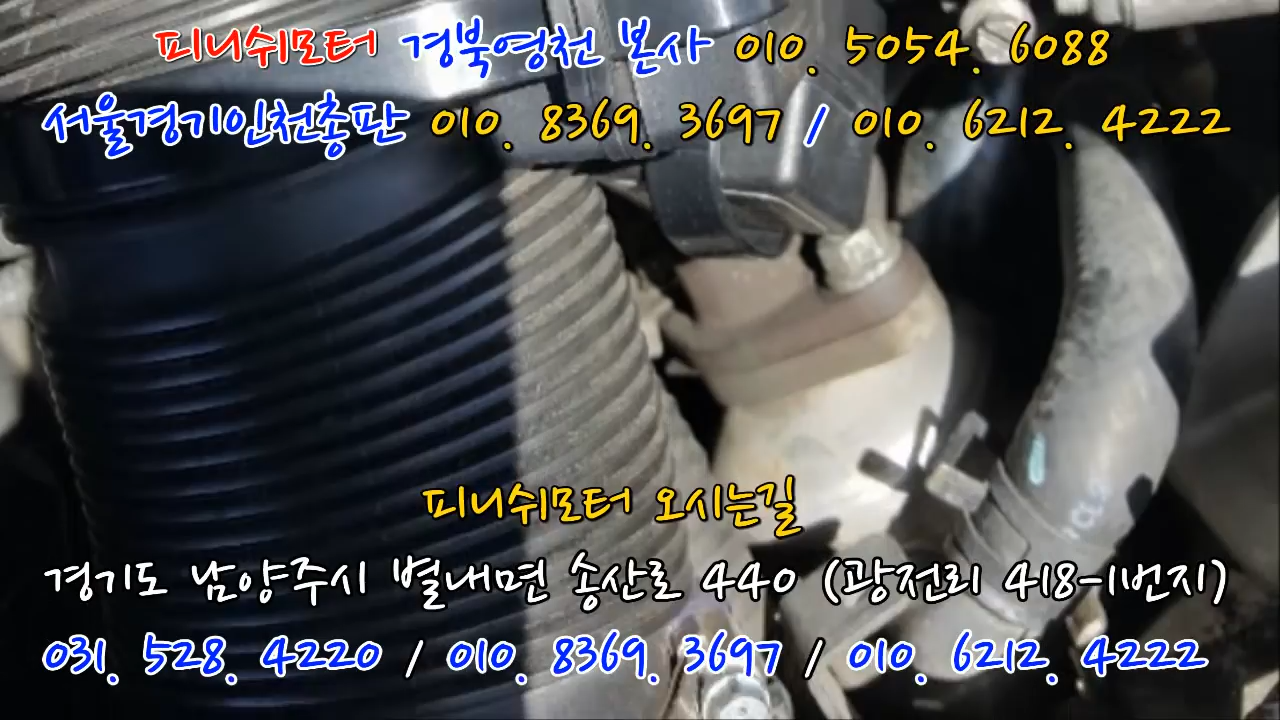 피니쉬모터 경북영천 본사 010. 5054. 6088
서울경기인천총판 010. 8369. 3697 / 010. 6212. 4222
피니쉬모터 오시는길
경기도 남양주시 별내면 송산로 440 (광전리 418-1번지)
031. 528. 4220 / 010. 8369. 3697 / 010. 6212. 4222